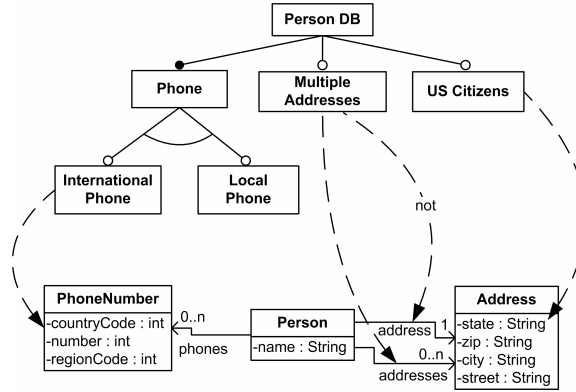 Person DB
Phone
Multiple
Addresses
US Citizens
International
Phone
Local
Phone
not
PhoneNumber
-countryCode : int
-number : int
-regionCode : int
0..n
phones
Person
-name : String
address
1
0..n
addresses
Address
-state : String
-zip : String
-city : String
-street : String